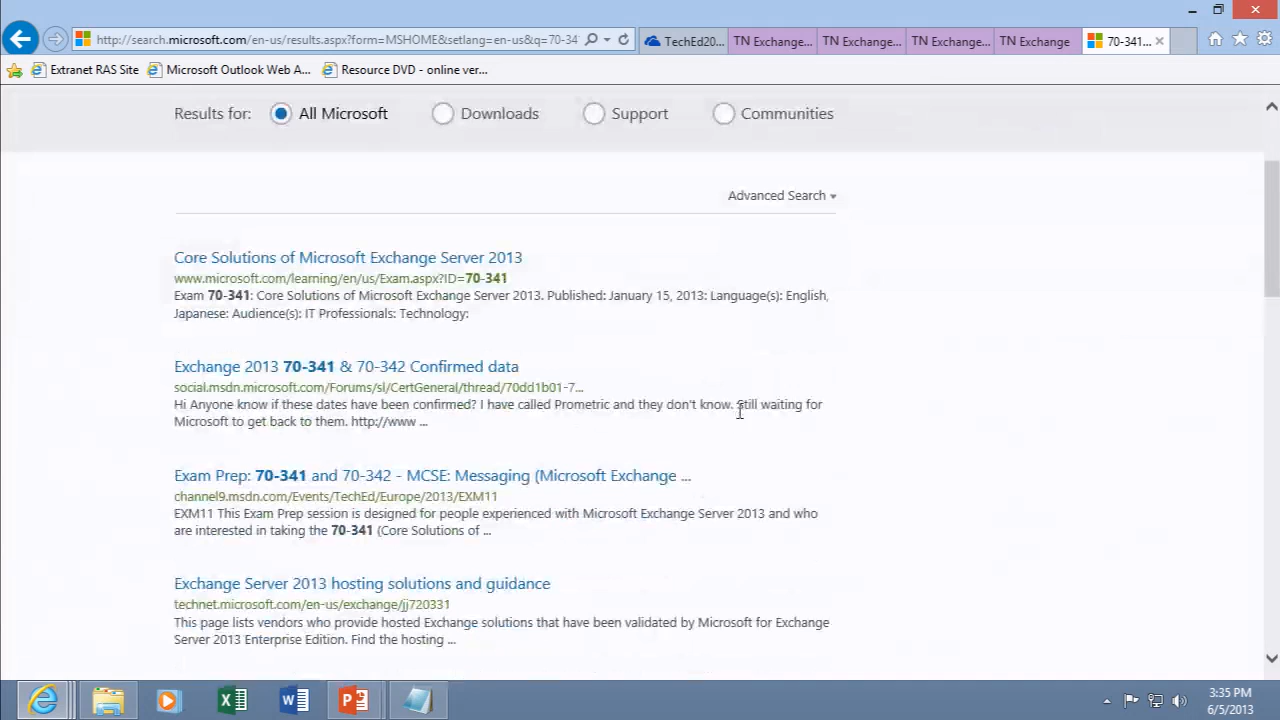 http://search.microsoft.com/en-us/results.aspx?form=MSHOME&setlang=en-us&q=70-34
TechEd20...
TN Exchange...
TN Exchange...
TN Exchange...
TN Exchange
70-341...
Extranet RAS Site
Microsoft Outlook Web A...
Resource DVD - online ver...
Results for:
All Microsoft
Downloads
Support
Communities
Advanced Search
Core Solutions of Microsoft Exchange Server 2013
www.microsoft.com/learning/en/us/Exam.aspx?ID=70-341
Exam 70-341: Core Solutions of Microsoft Exchange Server 2013. Published: January 15, 2013: Language(s): English,
Japanese: Audience(s): IT Professionals: Technology:
Exchange 2013 70-341 & 70-342 Confirmed data
social.msdn.microsoft.com/Forums/sl/CertGeneral/thread/70dd1b01-7...
Hi Anyone know if these dates have been confirmed? I have called Prometric and they don't know. Still waiting for
Microsoft to get back to them. http://www ...
Exam Prep: 70-341 and 70-342 - MCSE: Messaging (Microsoft Exchange ...
channel9.msdn.com/Events/TechEd/Europe/2013/EXM11
EXM11 This Exam Prep session is designed for people experienced with Microsoft Exchange Server 2013 and who
are interested in taking the 70-341 (Core Solutions of ...
Exchange Server 2013 hosting solutions and guidance
technet.microsoft.com/en-us/exchange/jj720331
This page lists vendors who provide hosted Exchange solutions that have been validated by Microsoft for Exchange
Server 2013 Enterprise Edition. Find the hosting ...
3:35 PM
6/5/2013